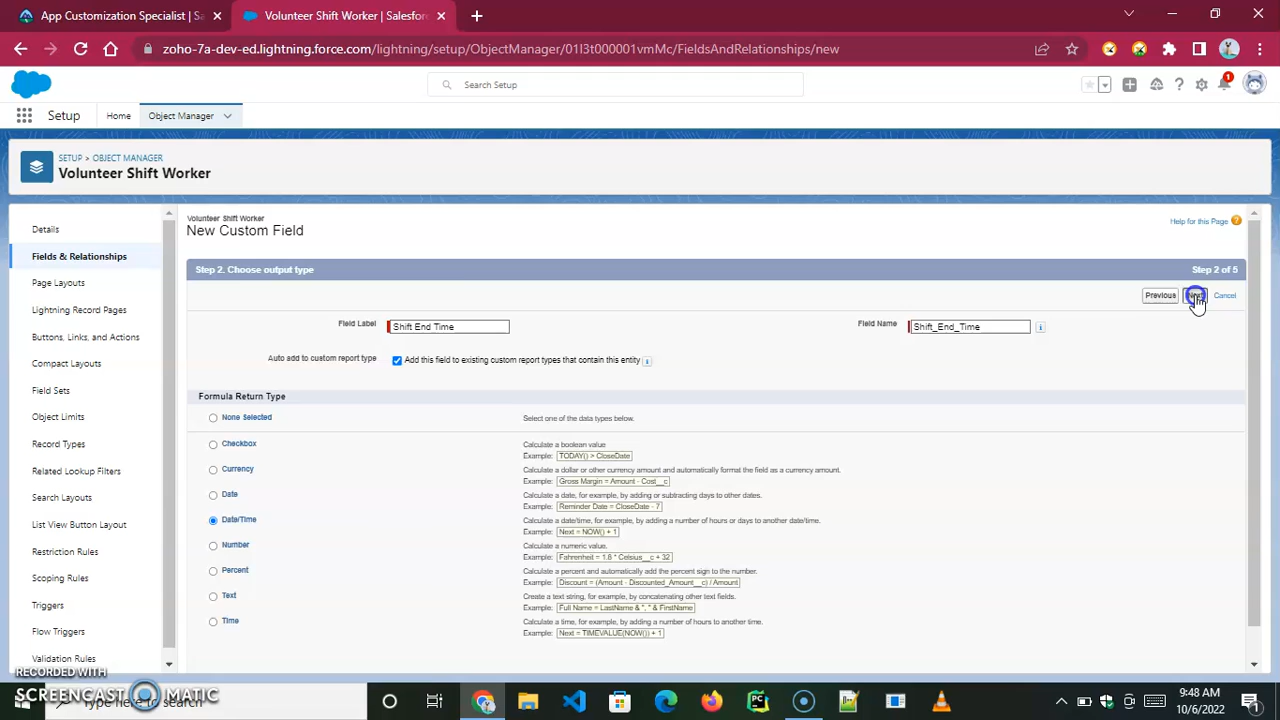 App Customization Specialist | Sa
Volunteer Shift Worker | Salesfor
zoho-7a-dev-ed.lightning.force.com/lightning/setup/ObjectManager/01I3t000001vmMc/FieldsAndRelationships/new
Search Setup
1
Setup
Home
Object Manager
SETUP > OBJECT MANAGER
Volunteer Shift Worker
Details
Fields & Relationships
Page Layouts
Lightning Record Pages
Buttons, Links, and Actions
Compact Layouts
Field Sets
Object Limits
Record Types
Related Lookup Filters
Search Layouts
List View Button Layout
Restriction Rules
Scoping Rules
Triggers
Flow Triggers
Validation Rules
Volunteer Shift Worker
New Custom Field
Help for this Page ?
Step 2. Choose output type
Step 2 of 5
Previous
Cancel
Field Label
Shift End Time
Field Name
Shift_End_Time
i
Auto add to custom report type
Add this field to existing custom report types that contain this entity i
Formula Return Type
None Selected
Select one of the data types below.
Checkbox
Calculate a boolean value
Example: TODAY() > CloseDate
Currency
Calculate a dollar or other currency amount and automatically format the field as a currency amount.
Example: Gross Margin = Amount - Cost__c
Date
Calculate a date, for example, by adding or subtracting days to other dates.
Example: Reminder Date = CloseDate - 7
Date/Time
Calculate a date/time, for example, by adding a number of hours or days to another date/time.
Example: Next = NOW() + 1
Number
Calculate a numeric value.
Example: Fahrenheit = 1.8 * Celsius__c + 32
Percent
Calculate a percent and automatically add the percent sign to the number.
Example: Discount = (Amount - Discounted_Amount__c) / Amount
Text
Create a text string, for example, by concatenating other text fields.
Example: Full Name = LastName & ", " & FirstName
Time
Calculate a time, for example, by adding a number of hours to another time.
Example: Next = TIMEVALUE(NOW()) + 1
RECORDED WITH
SCREENCAST MATIC
Type here to search
9:48 AM
10/6/2022
1